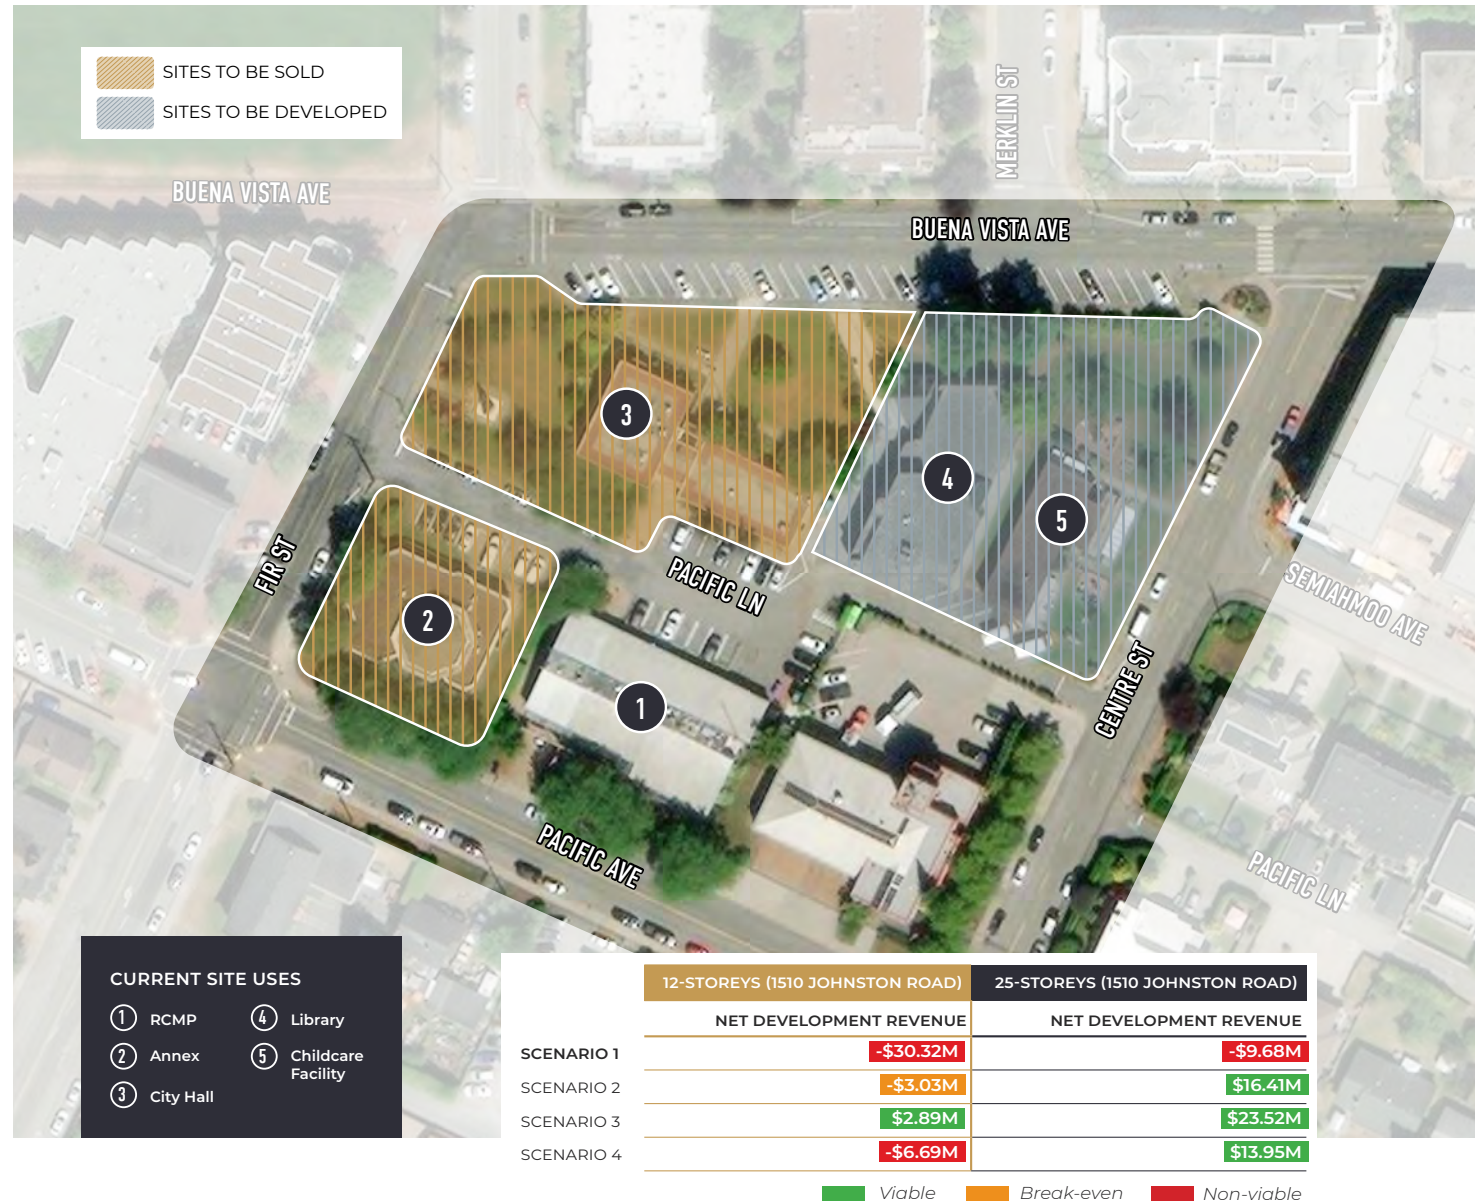 SITES TO BE SOLD
SITES TO BE DEVELOPED
MERKLIN ST
BUENA VISTA AVE
BUENA VISTA AVE
3
4
5
SEMIAHMOO AVE
FIR ST
PACIFIC LN
2
1
CENTRE ST
PACIFIC AVE
PACIFIC LN
CURRENT SITE USES
1 RCMP
2 Annex
3 City Hall
4 Library
5 Childcare
Facility
12-STOREYS (1510 JOHNSTON ROAD) 25-STOREYS (1510 JOHNSTON ROAD)
NET DEVELOPMENT REVENUE NET DEVELOPMENT REVENUE
SCENARIO 1 -$30.32M -$9.68M
SCENARIO 2 -$3.03M $16.41M
SCENARIO 3 $2.89M $23.52M
SCENARIO 4 -$6.69M $13.95M
Viable Break-even Non-viable